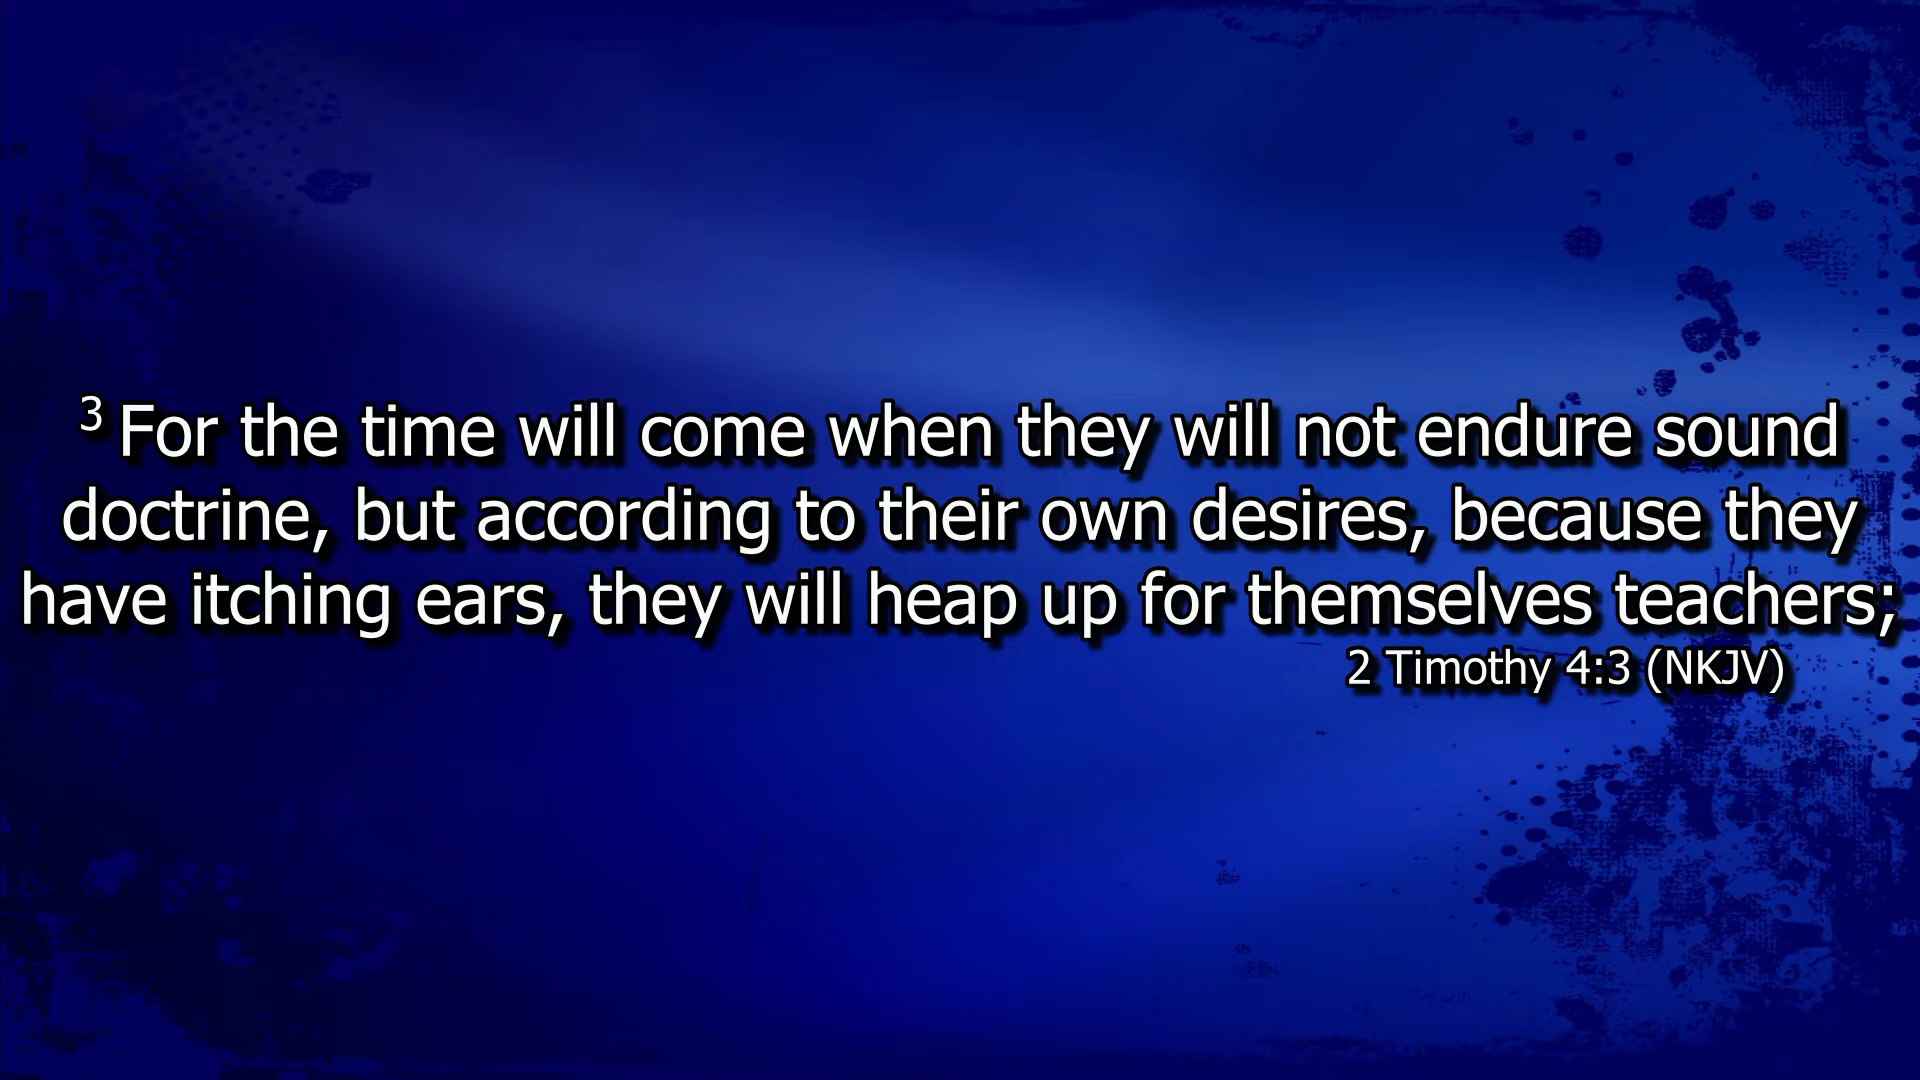 ³ For the time will come when they will not endure sound
doctrine, but according to their own desires, because they
have itching ears, they will heap up for themselves teachers;
2 Timothy 4:3 (NKJV)